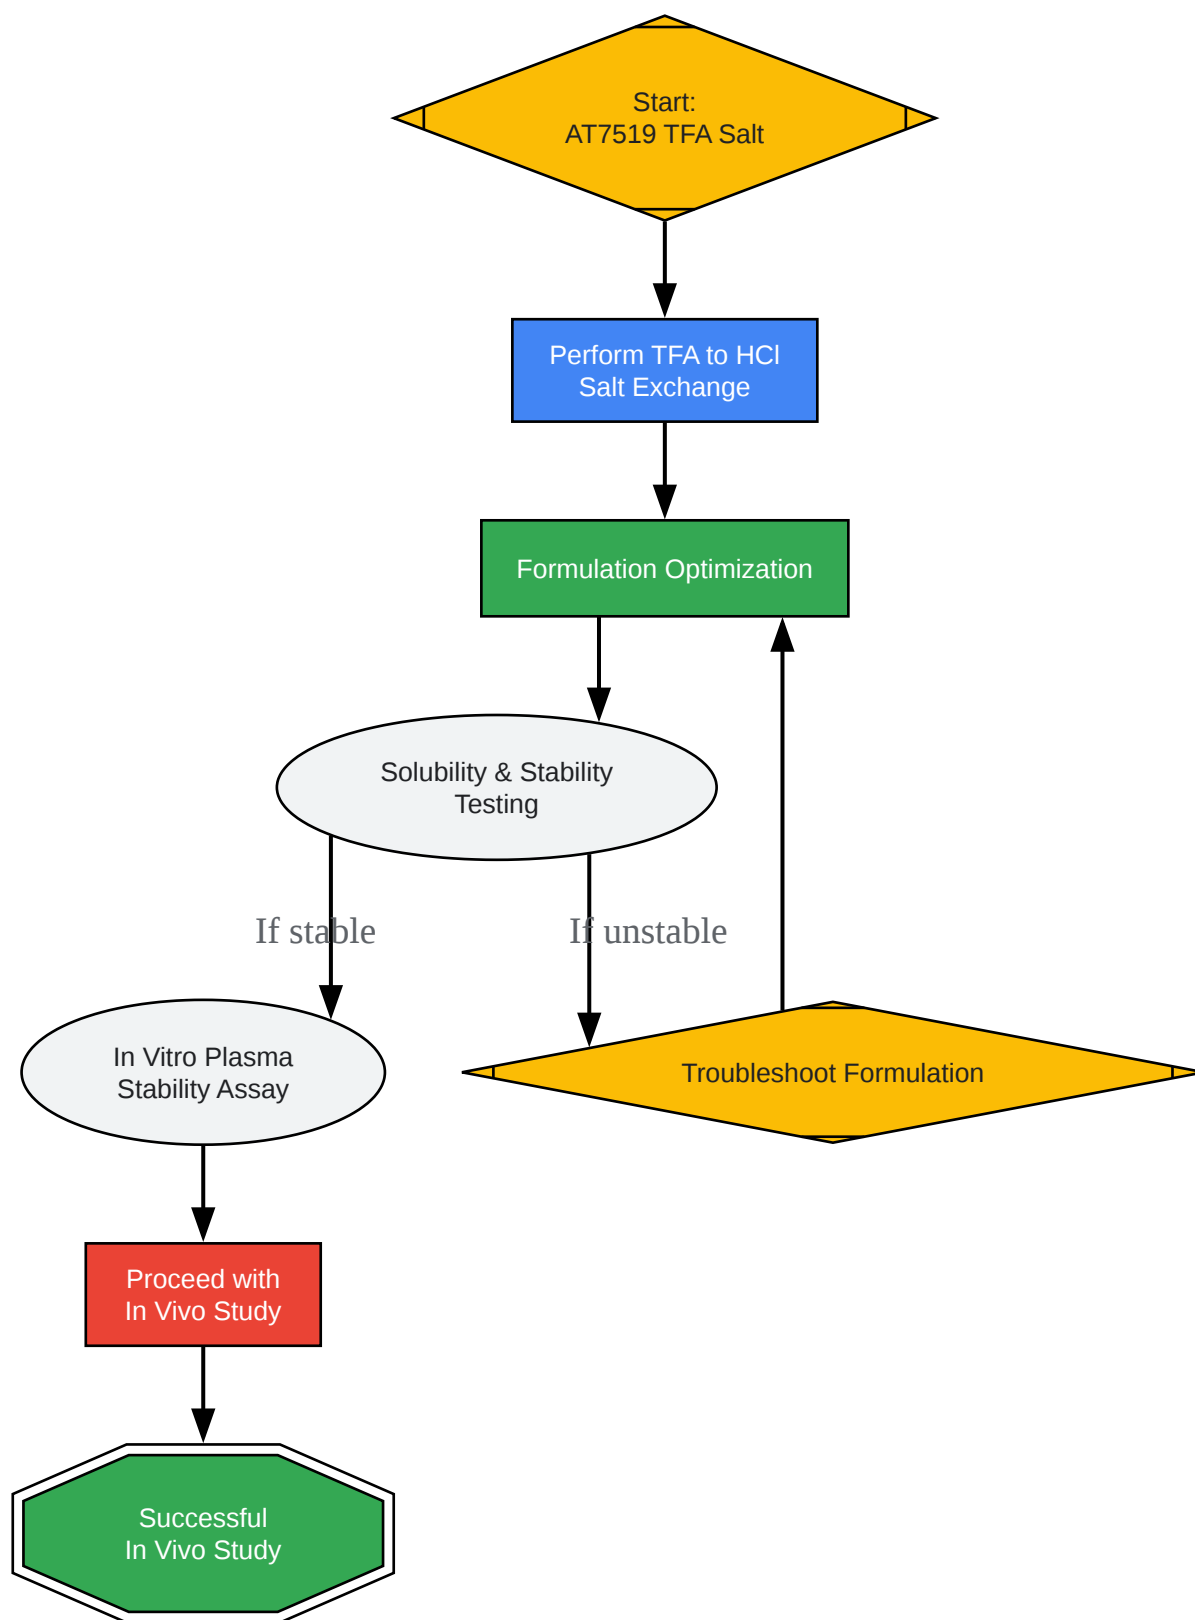 Start:
AT7519 TFA Salt
Perform TFA to HCl
Salt Exchange
Formulation Optimization
Solubility & Stability
Testing
If stable
If unstable
In Vitro Plasma
Stability Assay
Troubleshoot Formulation
Proceed with
In Vivo Study
Successful
In Vivo Study